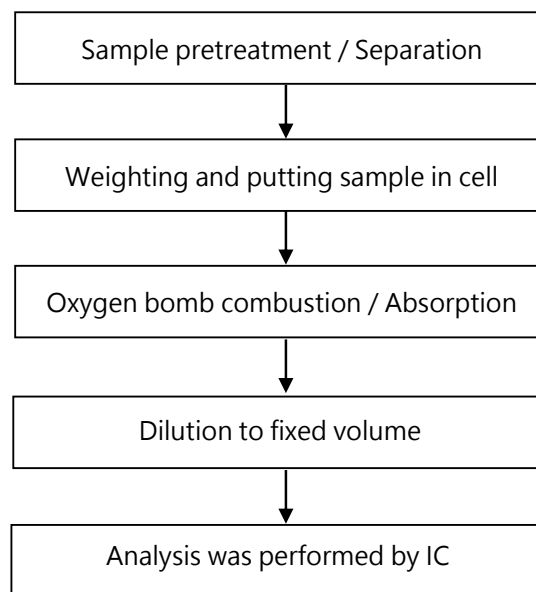 Sample pretreatment / Separation
Weighting and putting sample in cell
Oxygen bomb combustion / Absorption
Dilution to fixed volume
Analysis was performed by IC